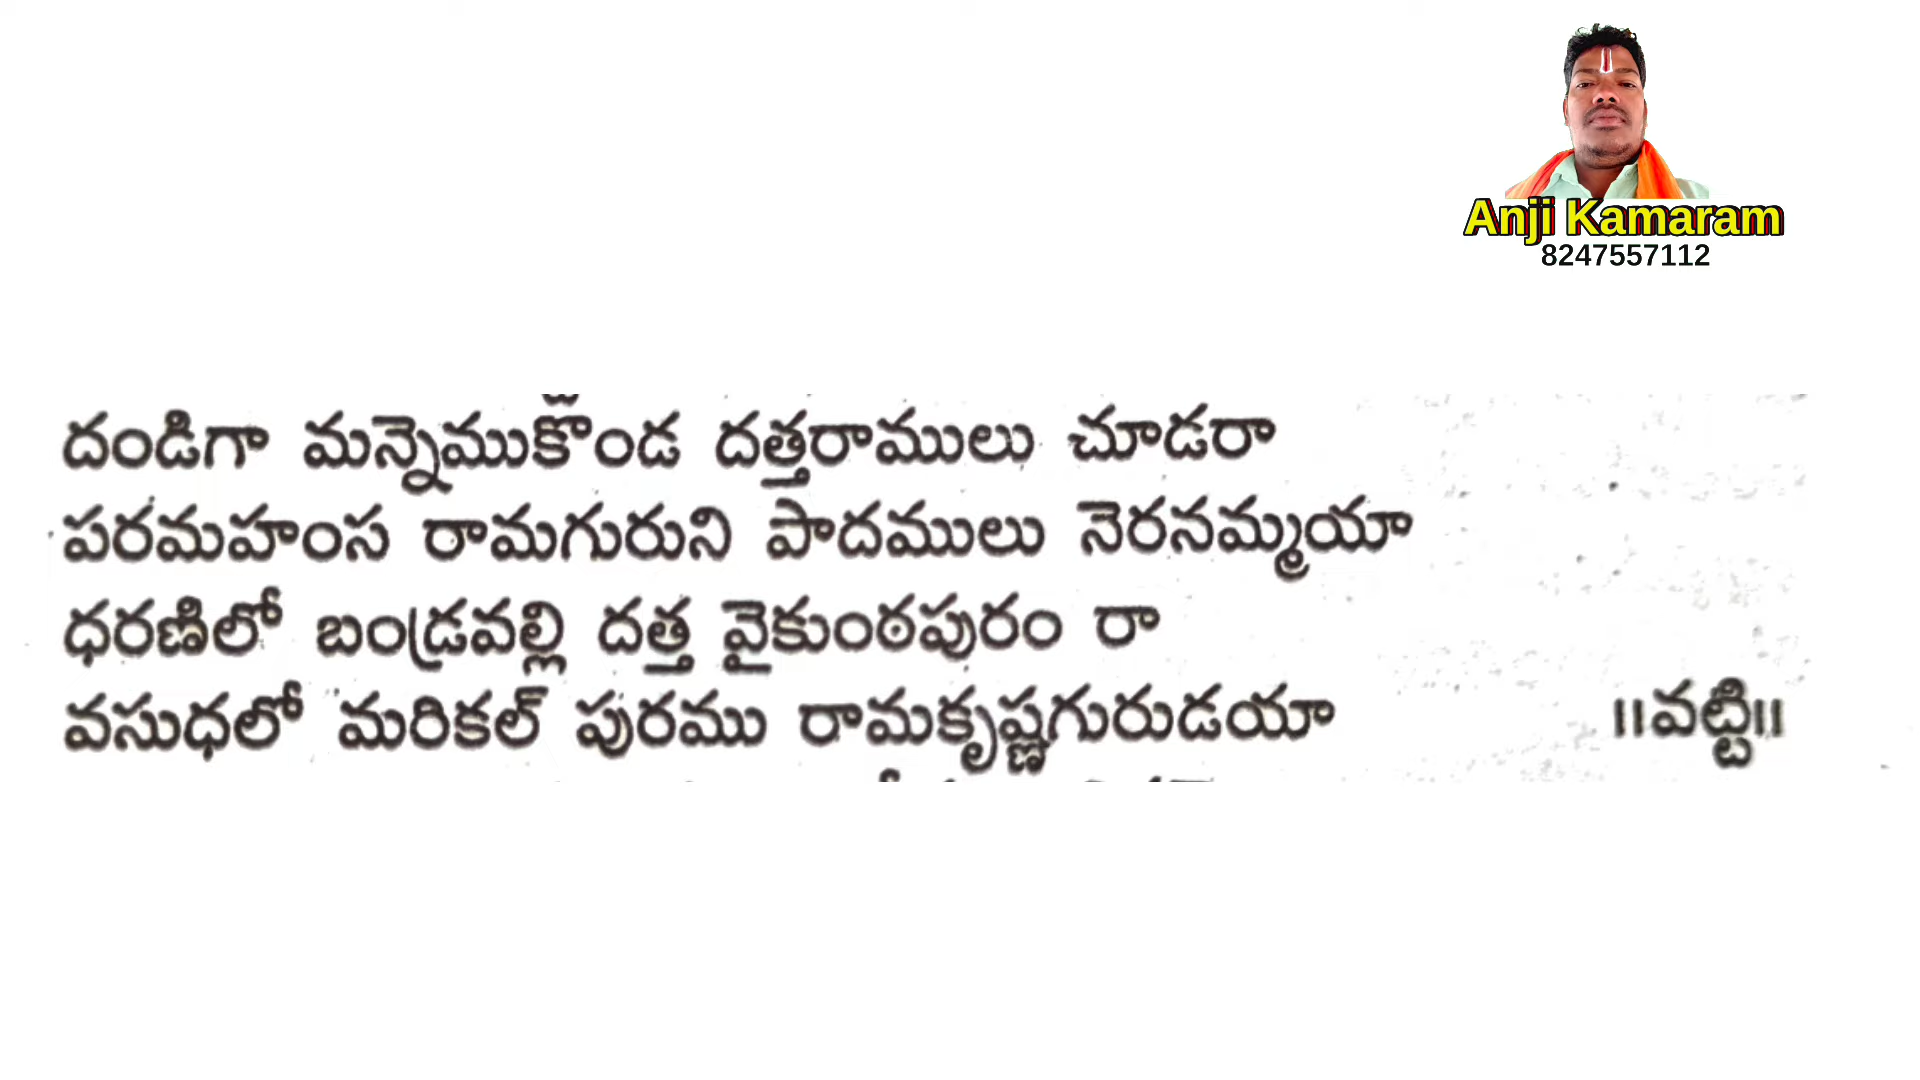 Anji Kamaram
8247557112
దండిగా మన్నెముకొండ దత్తరాములు చూడరా
పరమహంస రామగురుని పాదములు నెరనమ్మయా
ధరణిలో బండ్రవల్లి దత్త వైకుంఠపురం రా
వసుధలో మరికల్ పురము రామకృష్ణగురుడయా ||వట్టి||